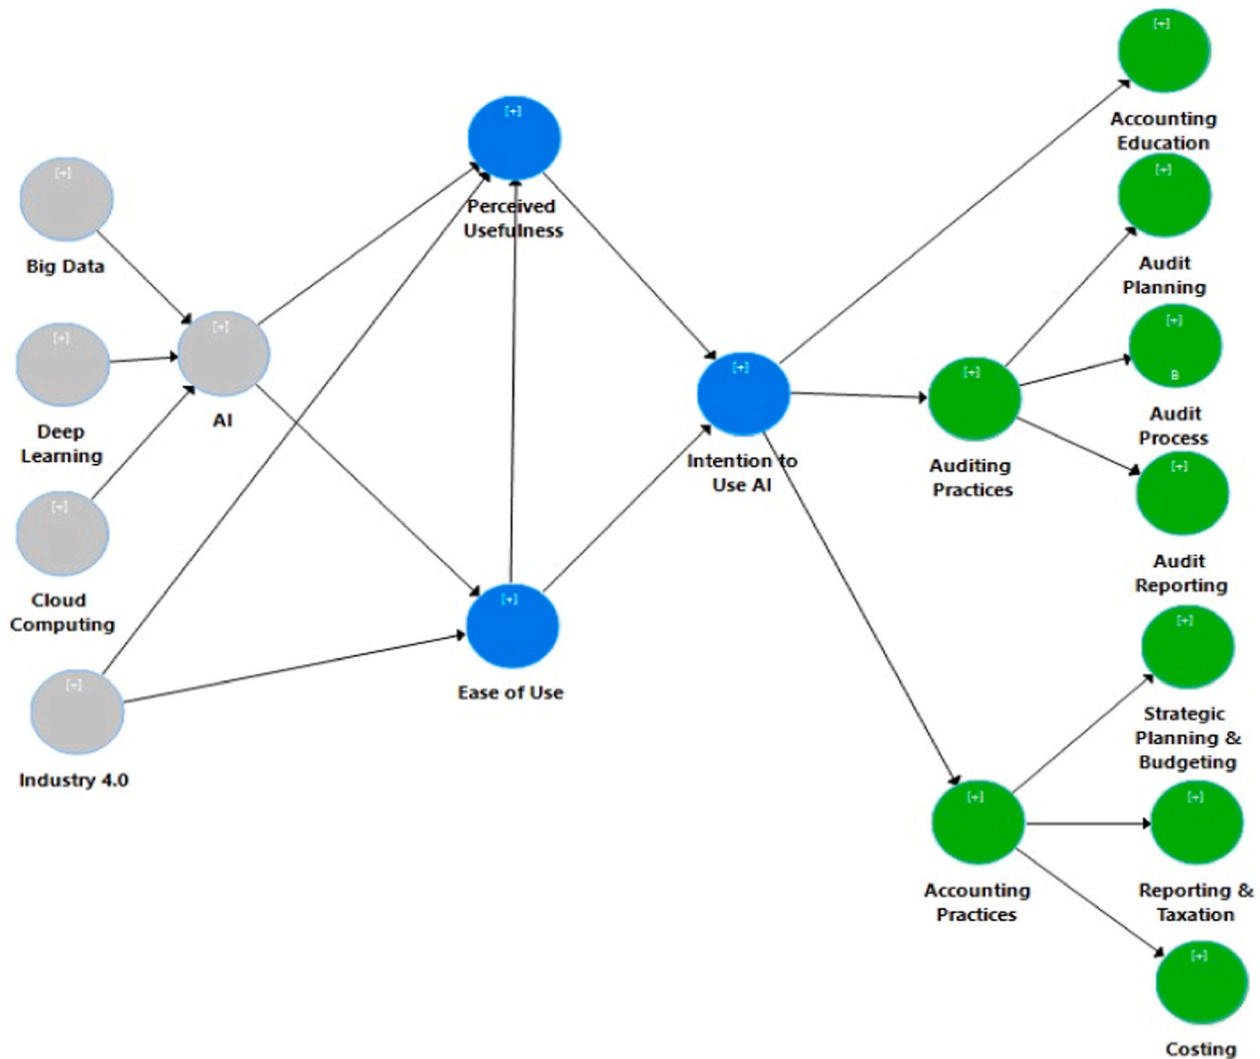 [+]
Accounting
Education
[+]
Perceived
Usefulness
[+]
Big Data
[+]
Audit
Planning
[+]
AI
[+]
Deep
Learning
[+]
Intention to
Use AI
[+]
Auditing
Practices
[+]
B
Audit
Process
[+]
Audit
Reporting
[+]
Cloud
Computing
[+]
Ease of Use
[+]
Industry 4.0
[+]
Strategic
Planning &
Budgeting
[+]
Accounting
Practices
[+]
Reporting &
Taxation
[+]
Costing